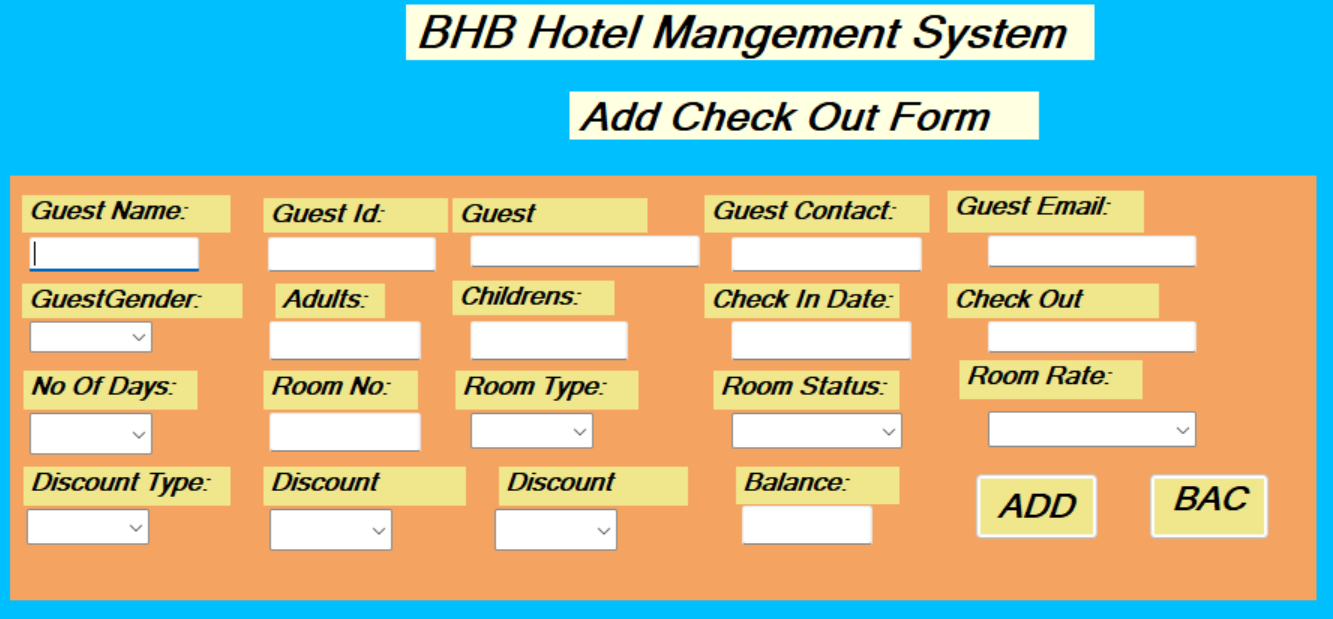 BHB Hotel Mangement System
Add Check Out Form
Guest Name: Guest Id: Guest Guest Contact: Guest Email:
GuestGender: Adults: Childrens: Check In Date: Check Out
No Of Days: Room No: Room Type: Room Status: Room Rate:
Discount Type: Discount Discount Balance: ADD BAC